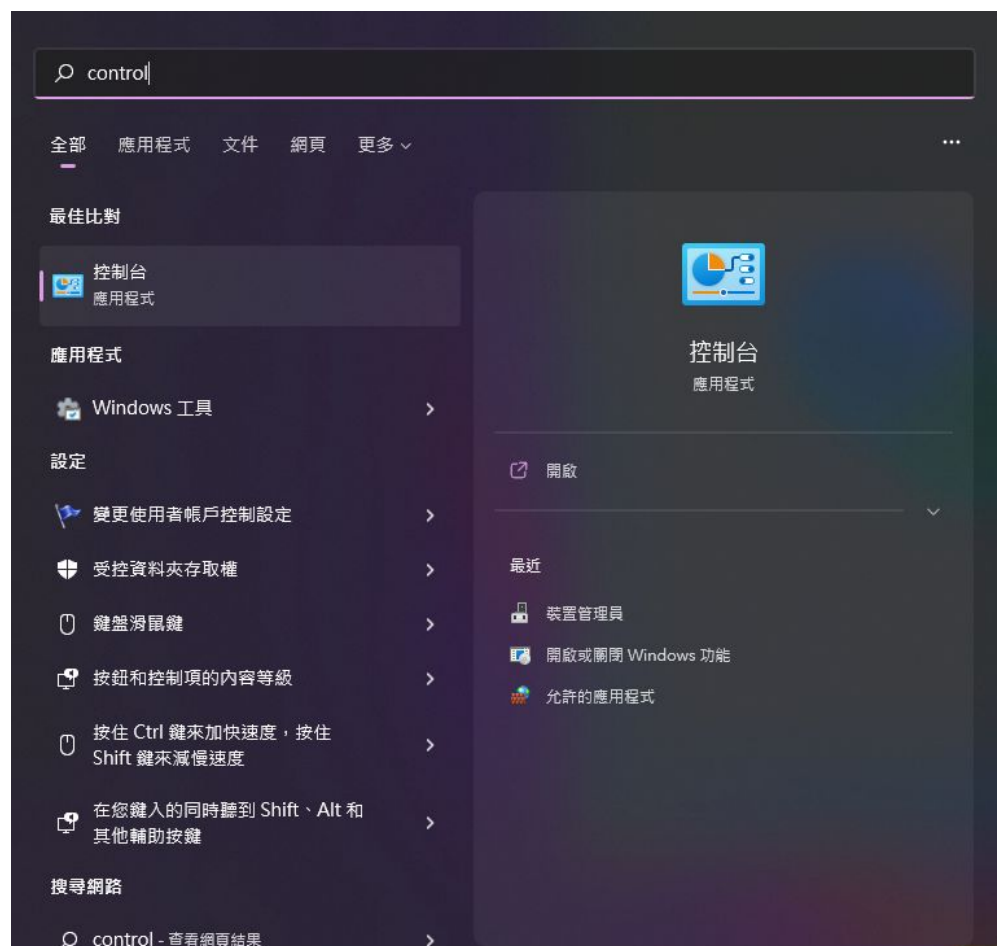 control
全部 應用程式 文件 網頁 更多
最佳比對
控制台
應用程式
應用程式
Windows 工具
設定
變更使用者帳戶控制設定
受控資料夾存取權
鍵盤滑鼠鍵
按鈕和控制項的內容等級
按住 Ctrl 鍵來加快速度，按住
Shift 鍵來減慢速度
在您鍵入的同時聽到 Shift、Alt 和
其他輔助按鍵
搜尋網路
control - 查看網頁結果
控制台
應用程式
開啟
最近
裝置管理員
開啟或關閉 Windows 功能
允許的應用程式